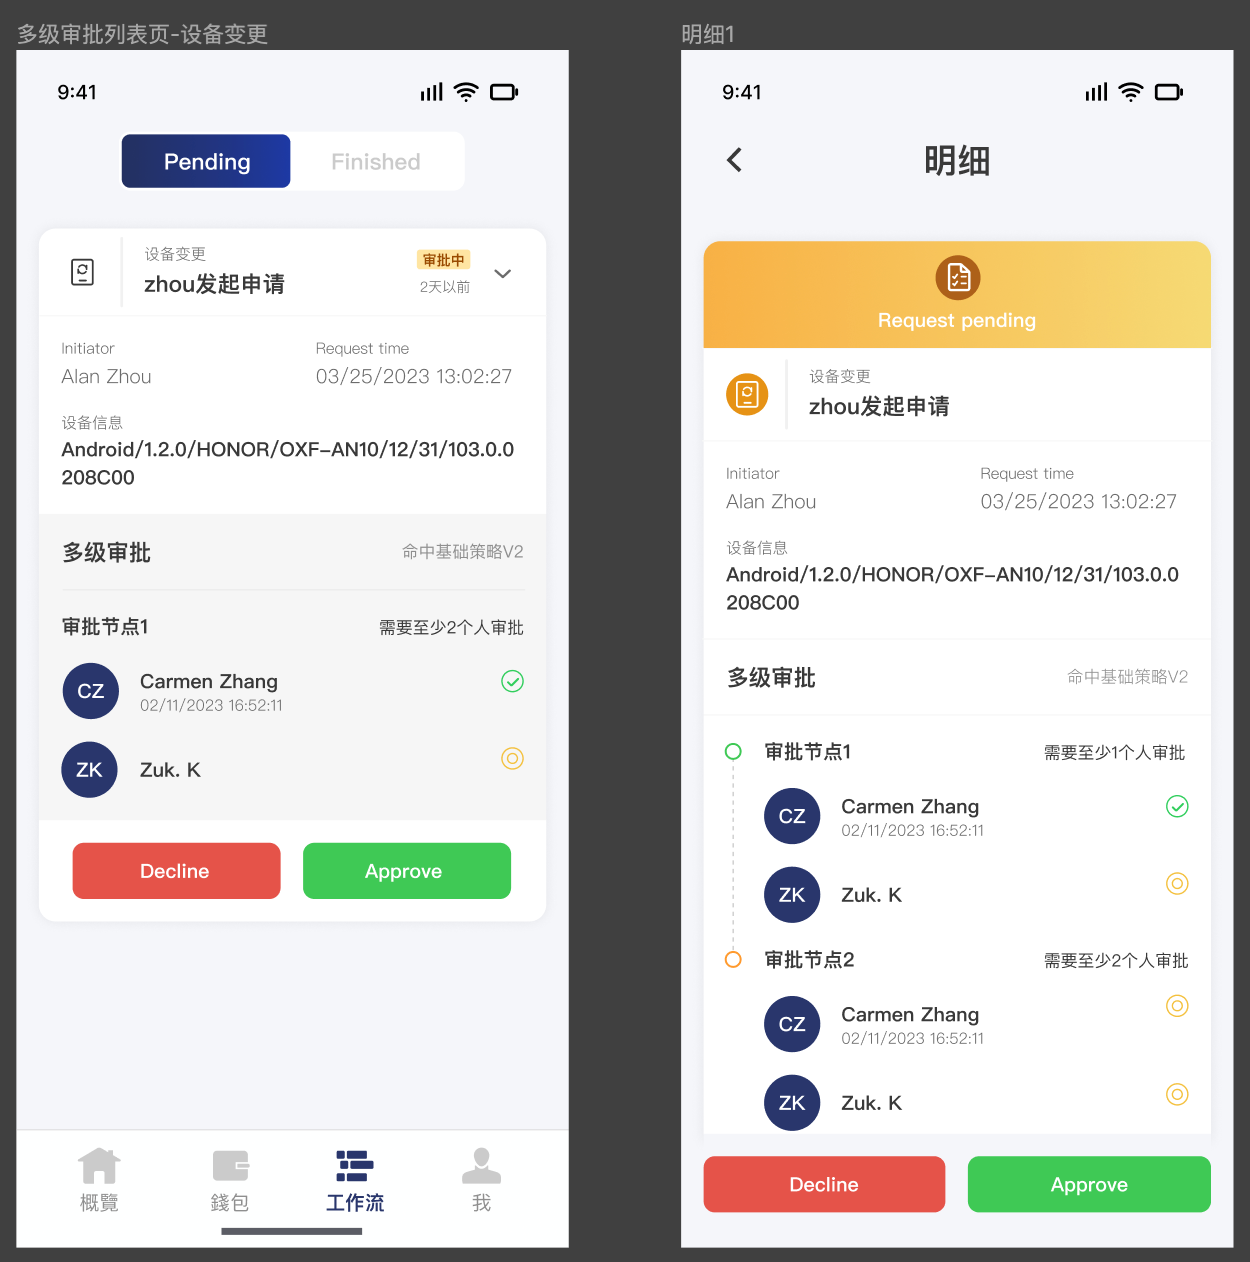 多级审批列表页-设备变更
9:41
Pending
Finished
设备变更
审批中
zhou发起申请
2天以前
Initiator
Request time
Alan Zhou
03/25/2023 13:02:27
设备信息
Android/1.2.0/HONOR/OXF-AN10/12/31/103.0.0
208C00
多级审批
命中基础策略V2
审批节点1
需要至少2个人审批
CZ
Carmen Zhang
02/11/2023 16:52:11
ZK
Zuk. K
Decline
Approve
概覽
錢包
工作流
我
明细1
9:41
明细
Request pending
设备变更
zhou发起申请
Initiator
Request time
Alan Zhou
03/25/2023 13:02:27
设备信息
Android/1.2.0/HONOR/OXF-AN10/12/31/103.0.0
208C00
多级审批
命中基础策略V2
审批节点1
需要至少1个人审批
CZ
Carmen Zhang
02/11/2023 16:52:11
ZK
Zuk. K
审批节点2
需要至少2个人审批
CZ
Carmen Zhang
02/11/2023 16:52:11
ZK
Zuk. K
Decline
Approve